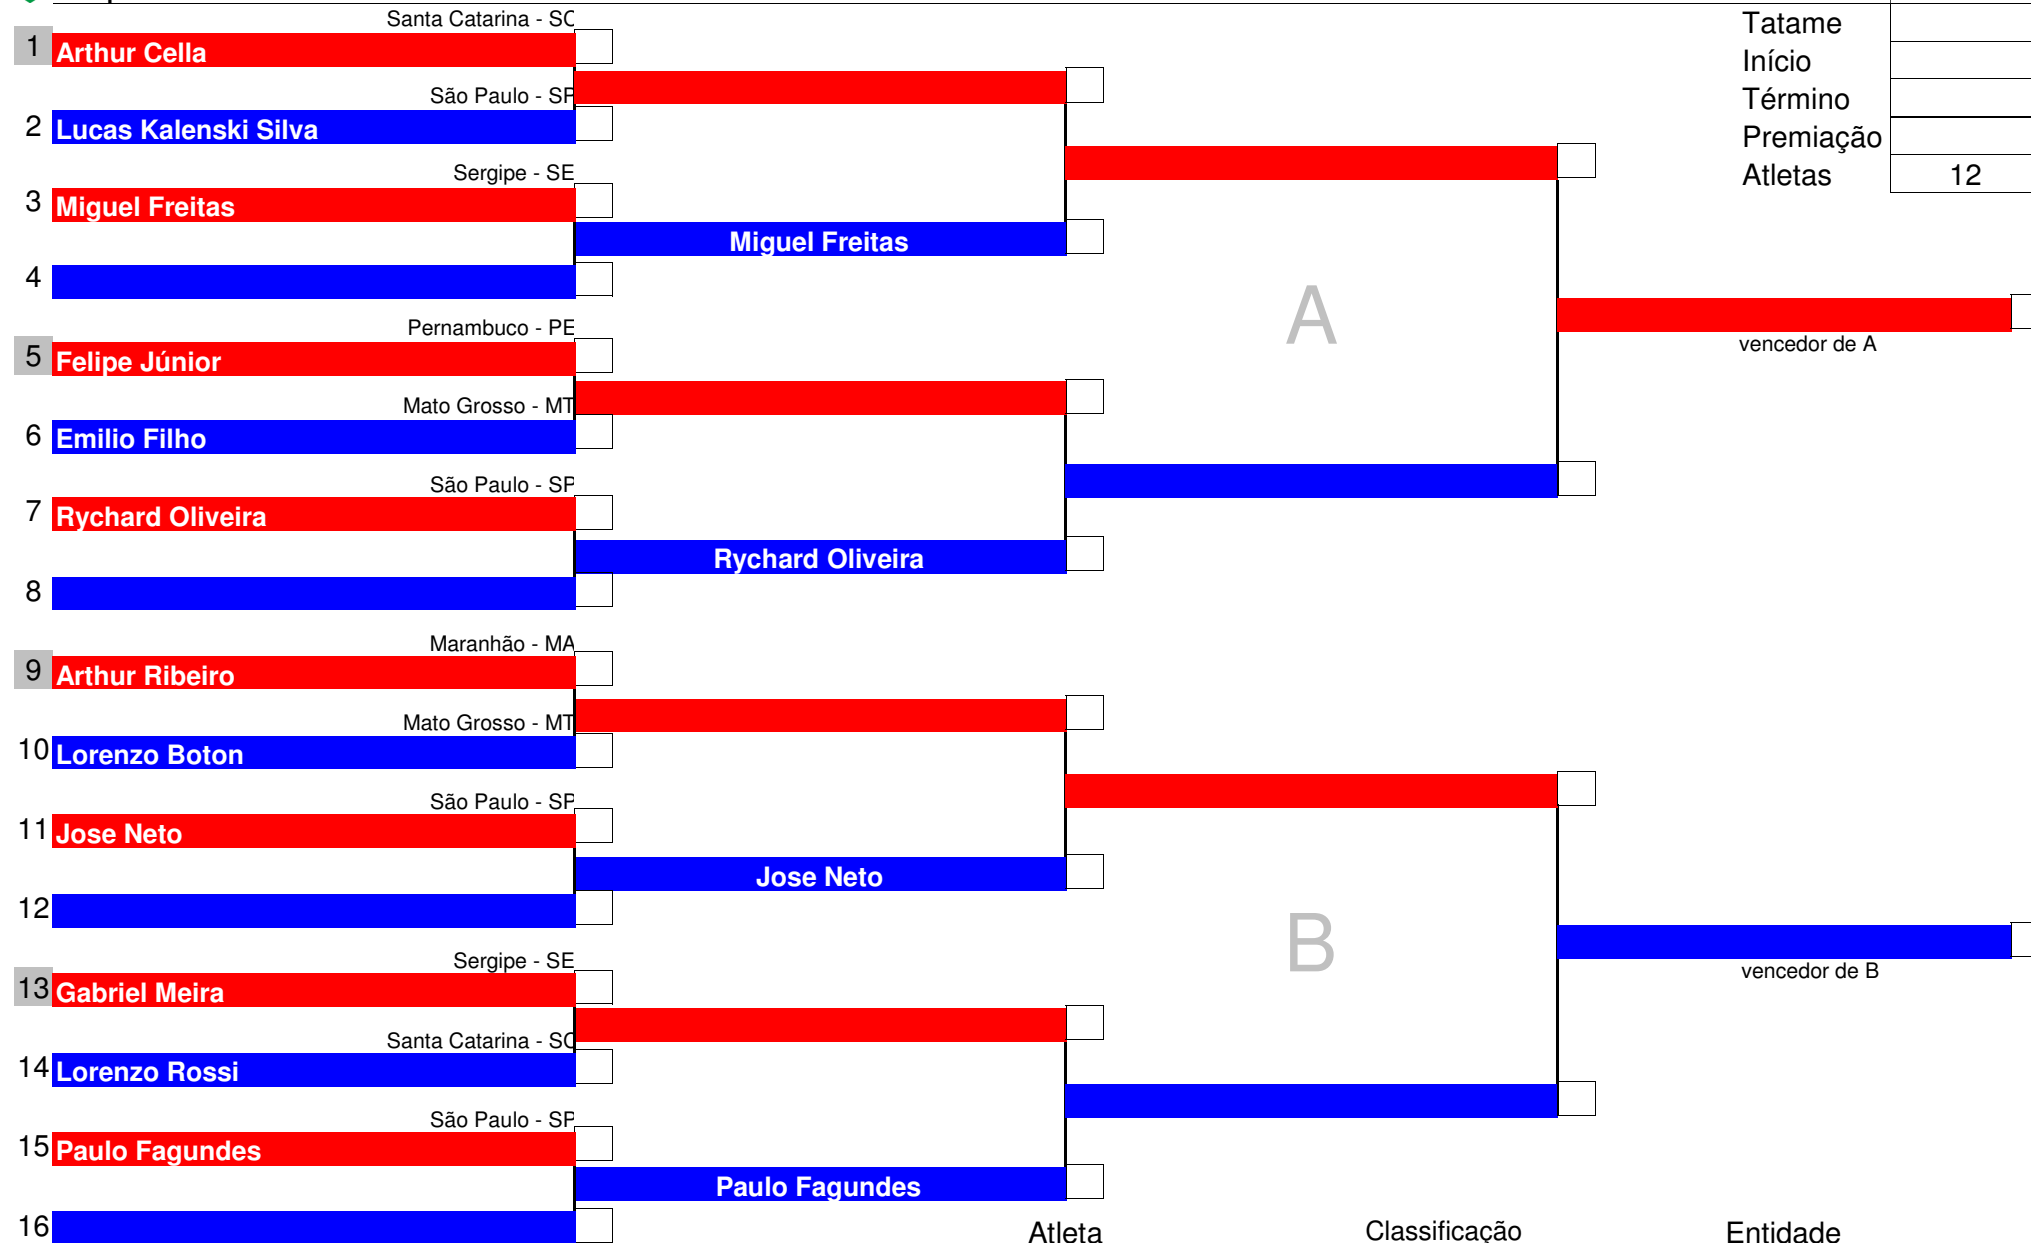 Santa Catarina - SC
1 Arthur Cella
São Paulo - SP
2 Lucas Kalenski Silva
Sergipe - SE
3 Miguel Freitas
Miguel Freitas
4
Pernambuco - PE
5 Felipe Júnior
Mato Grosso - MT
6 Emilio Filho
São Paulo - SP
7 Rychard Oliveira
Rychard Oliveira
8
A
vencedor de A
Maranhão - MA
9 Arthur Ribeiro
Mato Grosso - MT
10 Lorenzo Boton
São Paulo - SP
11 Jose Neto
Jose Neto
12
Sergipe - SE
13 Gabriel Meira
Santa Catarina - SC
14 Lorenzo Rossi
São Paulo - SP
15 Paulo Fagundes
Paulo Fagundes
16
B
vencedor de B
Tatame
Início
Término
Premiação
Atletas 12
Atleta Classificação Entidade